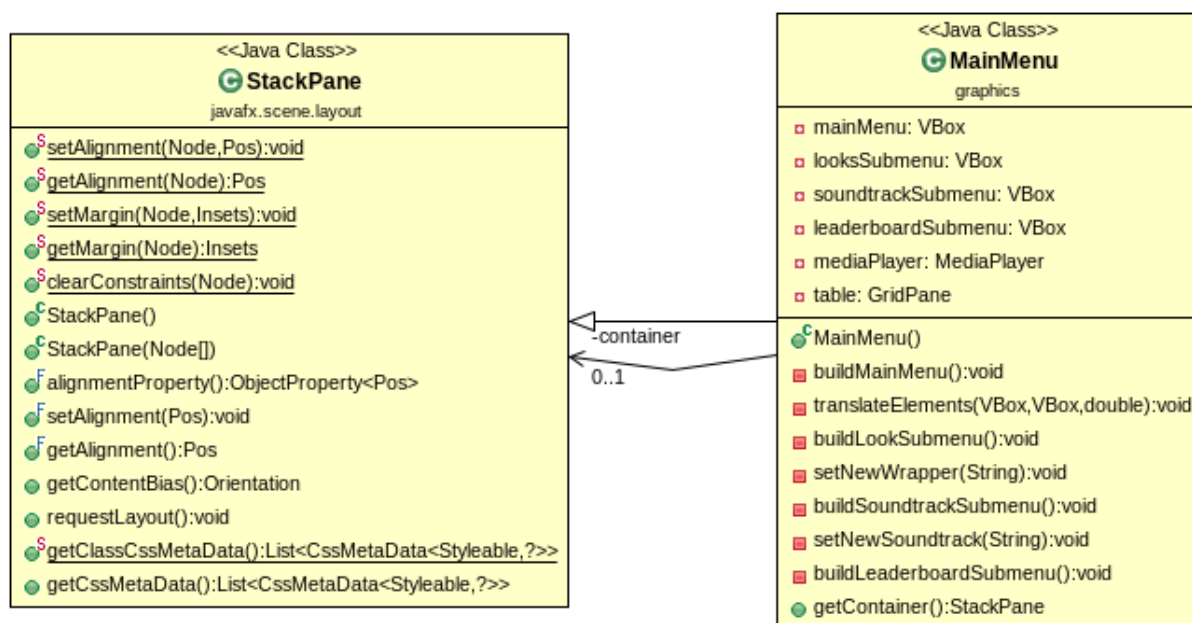 <<Java Class>>
StackPane
javafx.scene.layout
setAlignment(Node,Pos):void
getAlignment(Node):Pos
setMargin(Node,Insets):void
getMargin(Node):Insets
clearConstraints(Node):void
StackPane()
StackPane(Node[])
alignmentProperty():ObjectProperty<Pos>
setAlignment(Pos):void
getAlignment():Pos
getContentBias():Orientation
requestLayout():void
getClassCssMetaData():List<CssMetaData<Styleable,?>>
getCssMetaData():List<CssMetaData<Styleable,?>>
-container
0..1
<<Java Class>>
MainMenu
graphics
mainMenu: VBox
looksSubmenu: VBox
soundtrackSubmenu: VBox
leaderboardSubmenu: VBox
mediaPlayer: MediaPlayer
table: GridPane
MainMenu()
buildMainMenu():void
translateElements(VBox,VBox,double):void
buildLookSubmenu():void
setNewWrapper(String):void
buildSoundtrackSubmenu():void
setNewSoundtrack(String):void
buildLeaderboardSubmenu():void
getContainer():StackPane